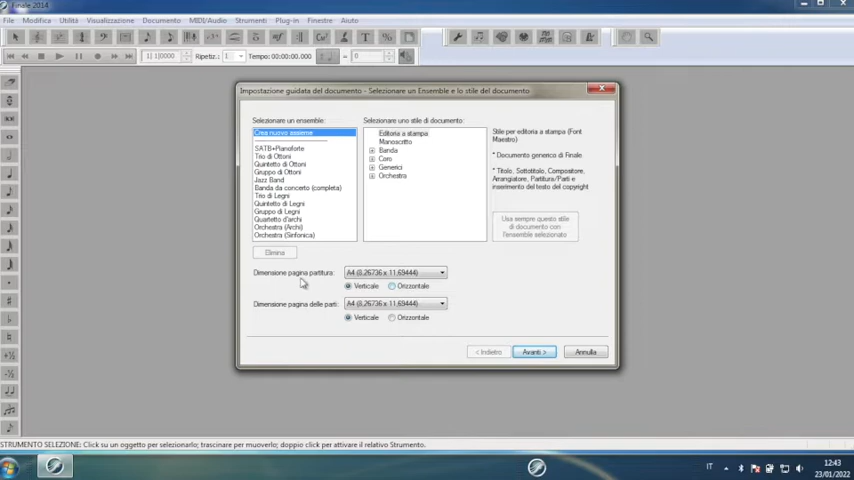 Finale 2014
File Modifica Utilità Visualizzazione Documento MIDI/Audio Strumenti Plug-in Finestre Aiuto
1| 1|0000 Ripetiz.: 1 Tempo: 00:00:00.000 = 0
Impostazione guidata del documento - Selezionare un Ensemble e lo stile del documento
Selezionare un ensemble:
Crea nuovo assieme
SATB+Pianoforte
Trio di Ottoni
Quintetto di Ottoni
Gruppo di Ottoni
Jazz Band
Banda da concerto (completa)
Trio di Legni
Quintetto di Legni
Gruppo di Legni
Quartetto d'archi
Orchestra (Archi)
Orchestra (Sinfonica)
Elimina
Selezionare uno stile di documento:
Editoria a stampa
Manoscritto
Banda
Coro
Generici
Orchestra
Stile per editoria a stampa (Font
Maestro)
* Documento generico di Finale
* Titolo, Sottotitolo, Compositore,
Arrangiatore, Partitura/Parti e
inserimento del testo del copyright
Usa sempre questo stile
di documento con
l'ensemble selezionato
Dimensione pagina partitura: A4 (8,26736 x 11,69444)
Verticale Orizzontale
Dimensione pagina delle parti: A4 (8,26736 x 11,69444)
Verticale Orizzontale
< Indietro Avanti > Annulla
STRUMENTO SELEZIONE: Click su un oggetto per selezionarlo; trascinare per muoverlo; doppio click per attivare il relativo Strumento.
IT
12:43
23/01/2022